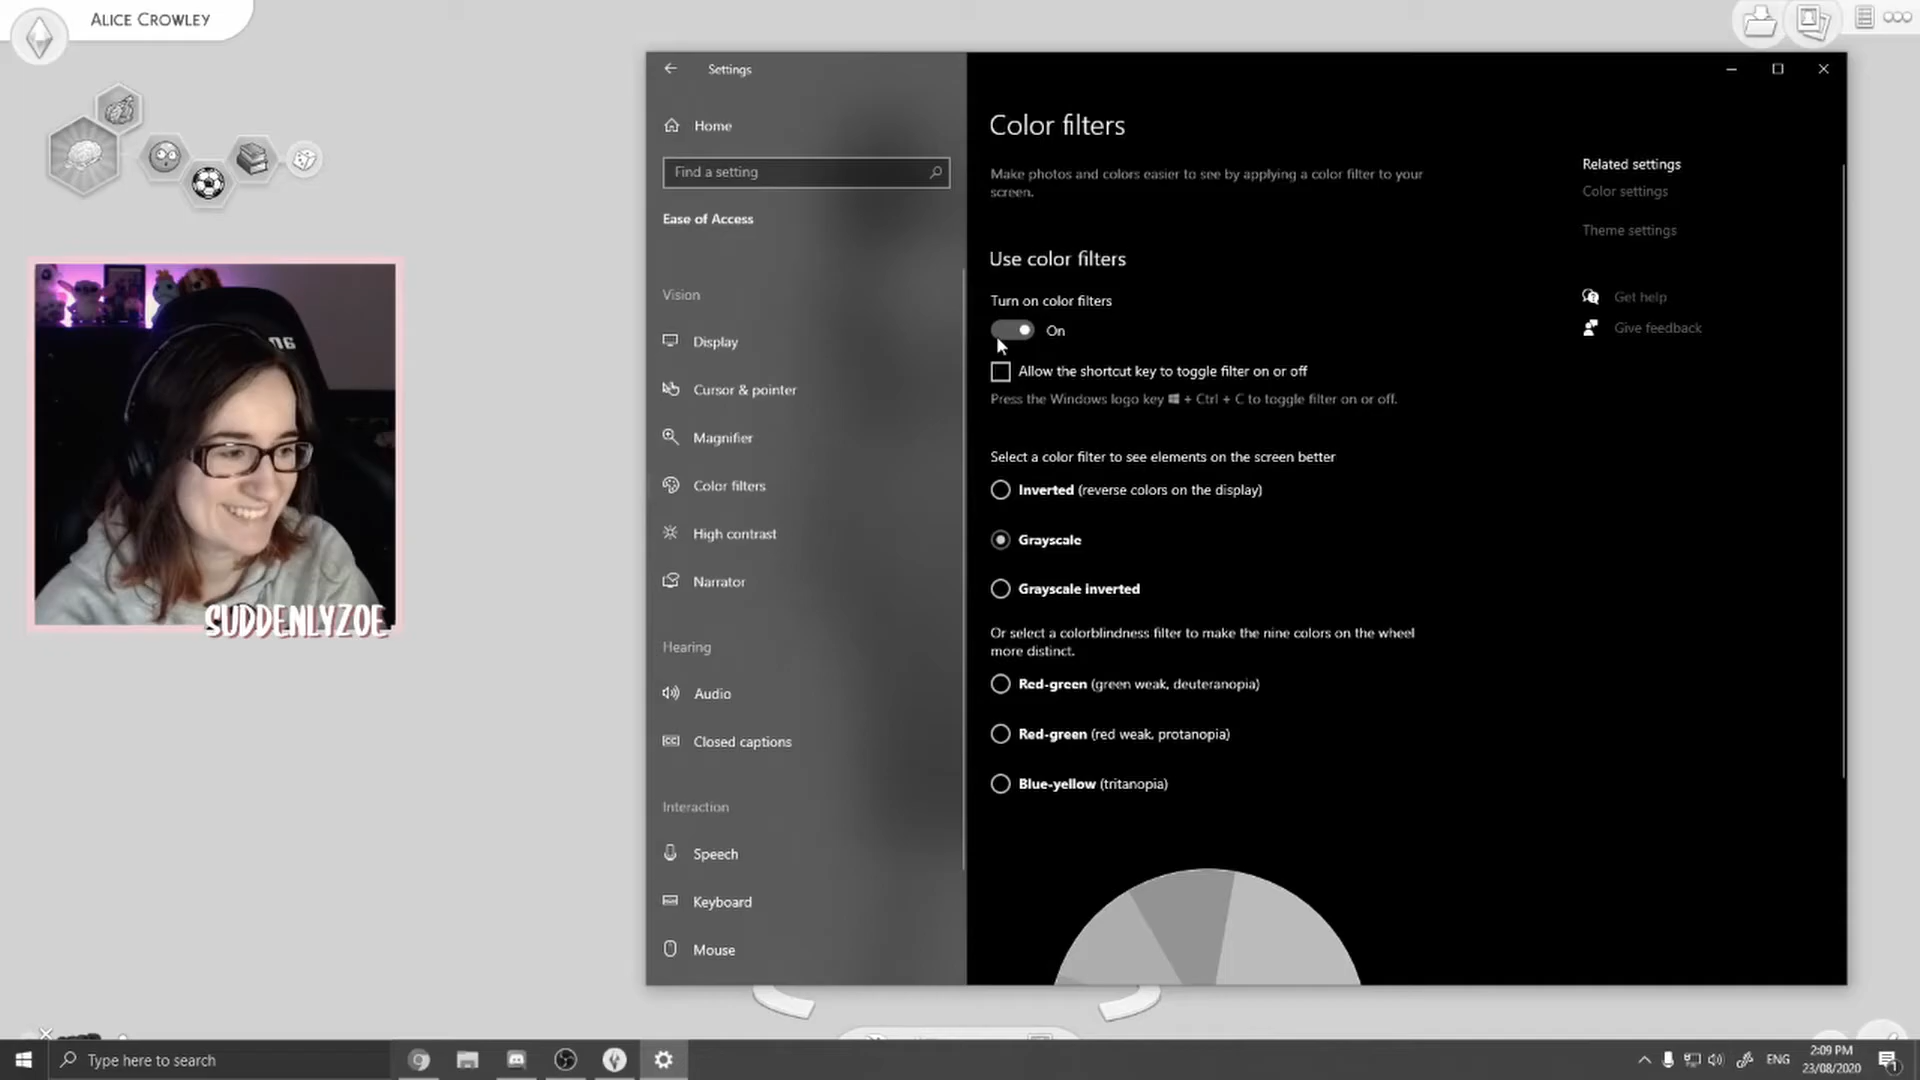 ALICE CROWLEY
Settings
Home
Find a setting
Ease of Access
Vision
Display
Cursor & pointer
Magnifier
Color filters
High contrast
Narrator
Hearing
Audio
Closed captions
Interaction
Speech
Keyboard
Mouse
Color filters
Make photos and colors easier to see by applying a color filter to your
screen.
Use color filters
Turn on color filters
On
Allow the shortcut key to toggle filter on or off
Press the Windows logo key + Ctrl + C to toggle filter on or off.
Select a color filter to see elements on the screen better
Inverted (reverse colors on the display)
Grayscale
Grayscale inverted
Or select a colorblindness filter to make the nine colors on the wheel
more distinct.
Red-green (green weak, deuteranopia)
Red-green (red weak, protanopia)
Blue-yellow (tritanopia)
Related settings
Color settings
Theme settings
Get help
Give feedback
SUDDENLYZOE
Type here to search
ENG
2:09 PM
23/08/2020
1